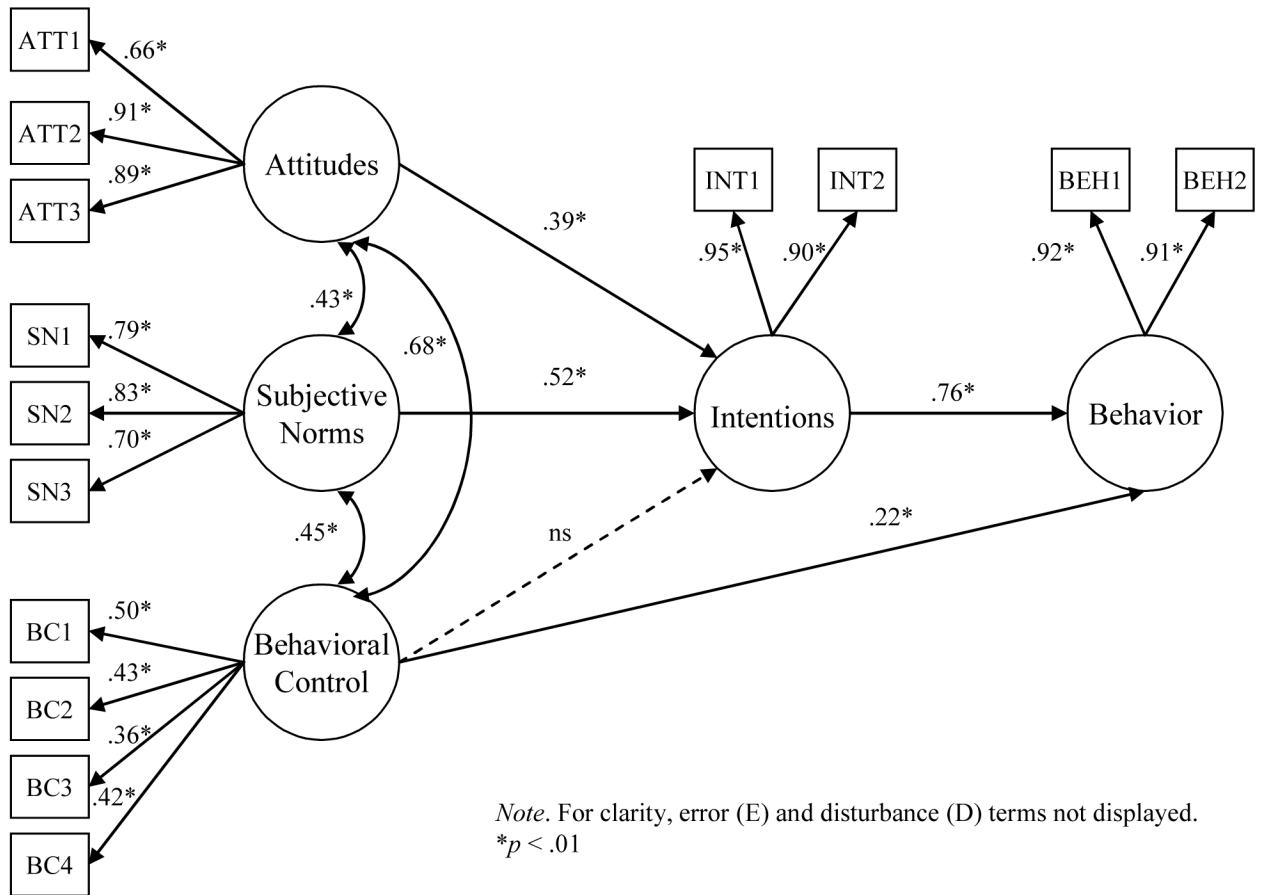 ATT1
.66*
ATT2
.91*
ATT3
.89*
Attitudes
SN1
.79*
SN2
.83*
SN3
.70*
Subjective
Norms
BC1
.50*
BC2
.43*
BC3
.36*
BC4
.42*
Behavioral
Control
.43*
.68*
.45*
.39*
.52*
ns
INT1
INT2
.95*
.90*
Intentions
.76*
.22*
BEH1
BEH2
.92*
.91*
Behavior
Note. For clarity, error (E) and disturbance (D) terms not displayed.
*p < .01